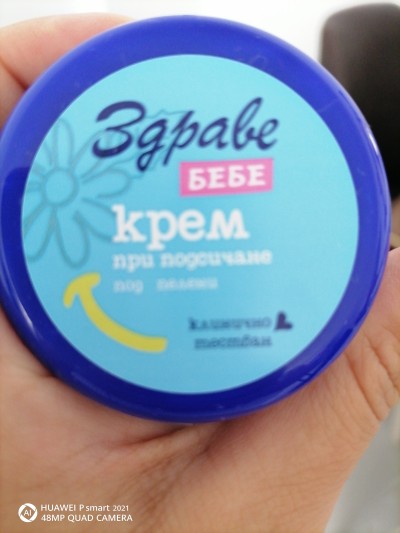 Здраве
БЕБЕ
крем
при подсичане
под пелени
клинично
тестван
HUAWEI P smart 2021
48MP QUAD CAMERA